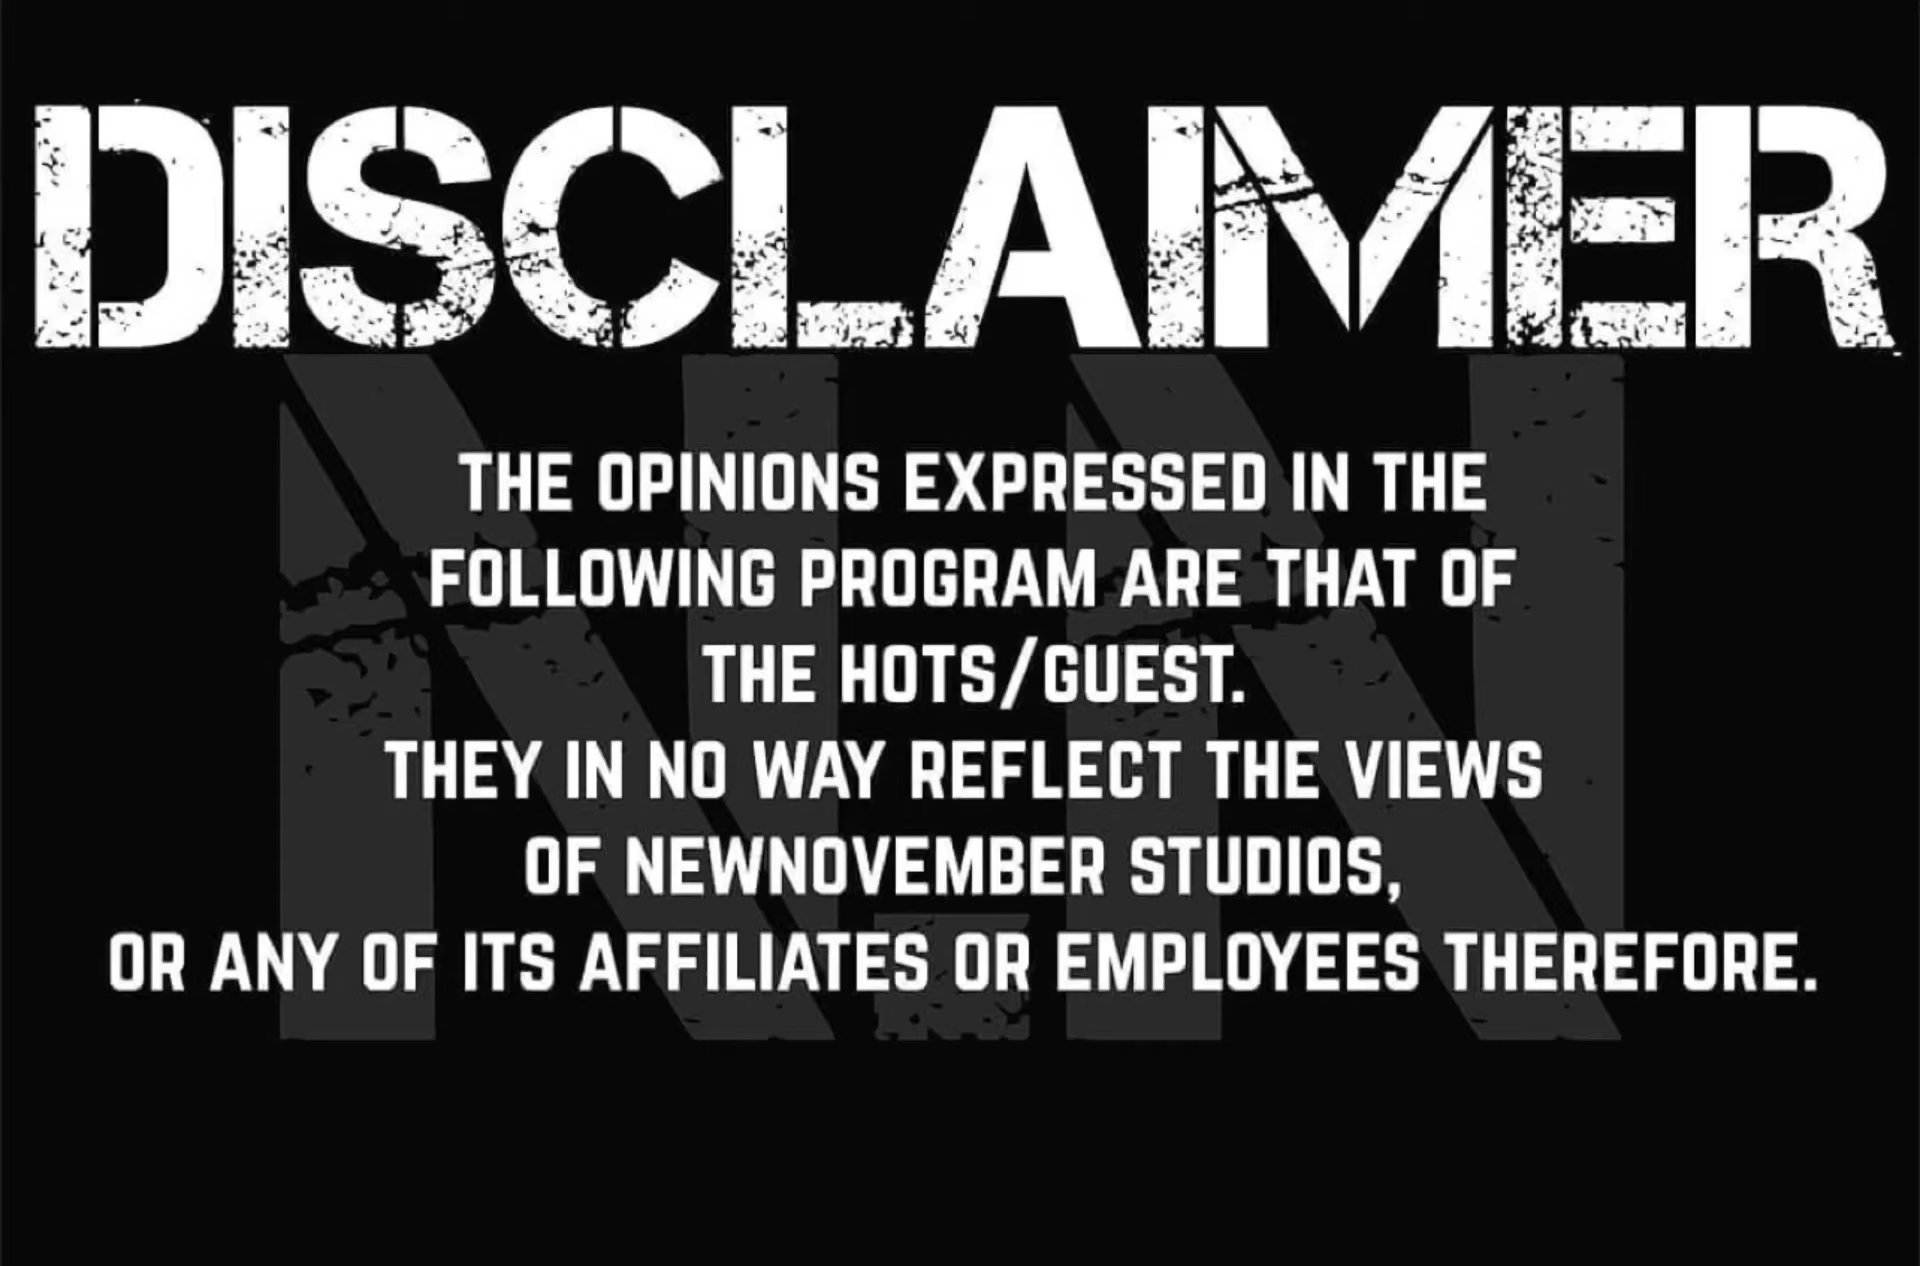 DISCLAIMER
N.N
THE OPINIONS EXPRESSED IN THE
FOLLOWING PROGRAM ARE THAT OF
THE HOTS/GUEST.
THEY IN NO WAY REFLECT THE VIEWS
OF NEWNOVEMBER STUDIOS,
OR ANY OF ITS AFFILIATES OR EMPLOYEES THEREFORE.